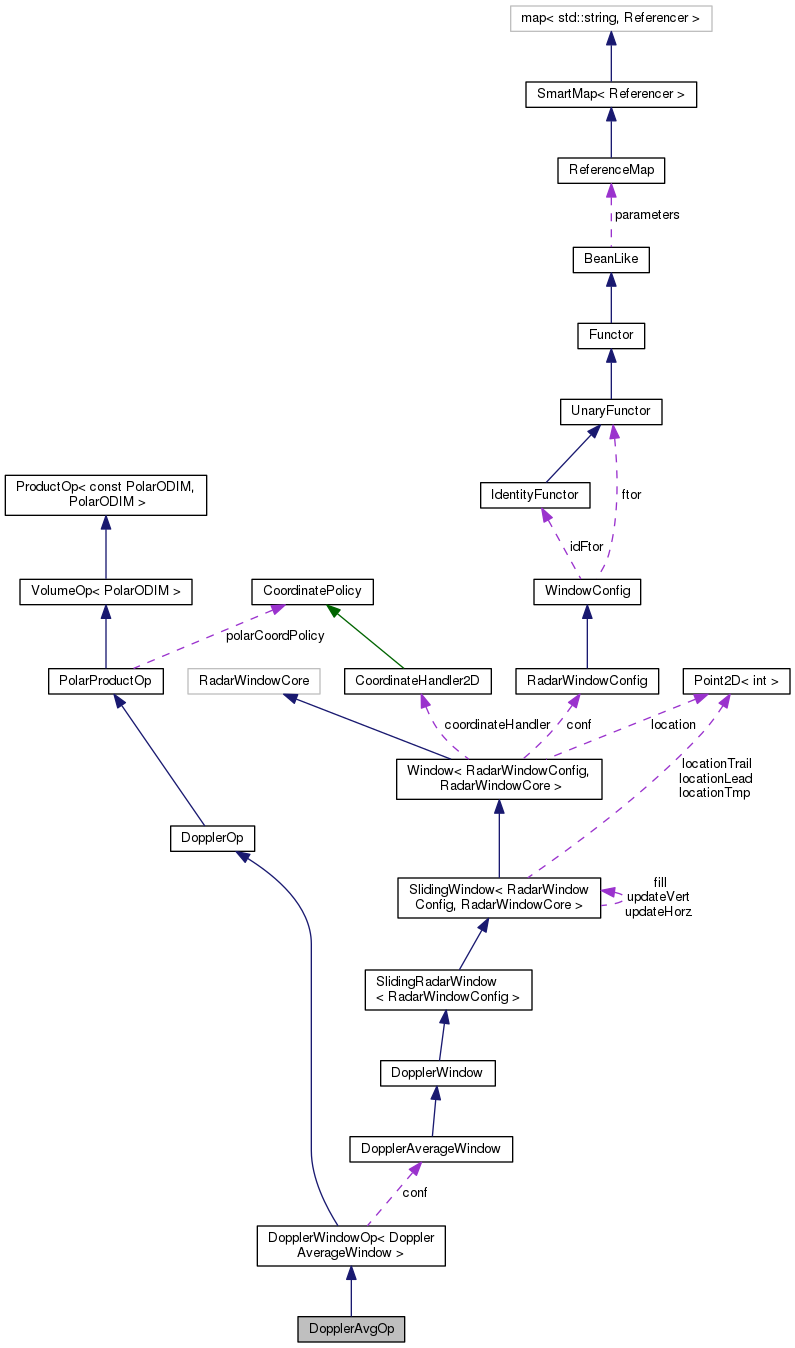 map< std::string, Referencer >
SmartMap< Referencer >
ReferenceMap
parameters
BeanLike
Functor
UnaryFunctor
ProductOp< const PolarODIM,
PolarODIM >
IdentityFunctor
ftor
idFtor
VolumeOp< PolarODIM >
CoordinatePolicy
WindowConfig
polarCoordPolicy
PolarProductOp
RadarWindowCore
CoordinateHandler2D
RadarWindowConfig
Point2D< int >
coordinateHandler
conf
location
Window< RadarWindowConfig,
RadarWindowCore >
locationTrail
locationLead
locationTmp
DopplerOp
SlidingWindow< RadarWindow
Config, RadarWindowCore >
fill
updateVert
updateHorz
SlidingRadarWindow
< RadarWindowConfig >
DopplerWindow
DopplerAverageWindow
conf
DopplerWindowOp< Doppler
AverageWindow >
DopplerAvgOp